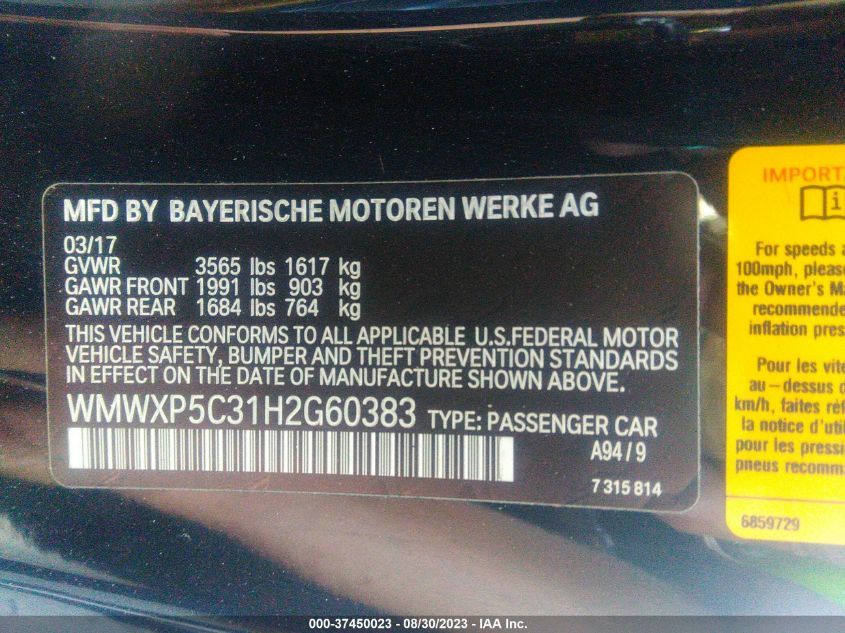 MFD BY BAYERISCHE MOTOREN WERKE AG
03/17
GVWR 3565 lbs 1617 kg
GAWR FRONT 1991 lbs 903 kg
GAWR REAR 1684 lbs 764 kg
THIS VEHICLE CONFORMS TO ALL APPLICABLE U.S.FEDERAL MOTOR
VEHICLE SAFETY, BUMPER AND THEFT PREVENTION STANDARDS
IN EFFECT ON THE DATE OF MANUFACTURE SHOWN ABOVE.
WMWXP5C31H2G60383 TYPE: PASSENGER CAR
A94/9
7 315 814
IMPORTA
i
For speeds a
100mph, please
the Owner's Ma
recommende
inflation pres
Pour les vite
au-dessus d
km/h, faites réf
la notice d'util
pour les pressi
pneus recomm
6859729
000-37450023 - 08/30/2023 - IAA Inc.